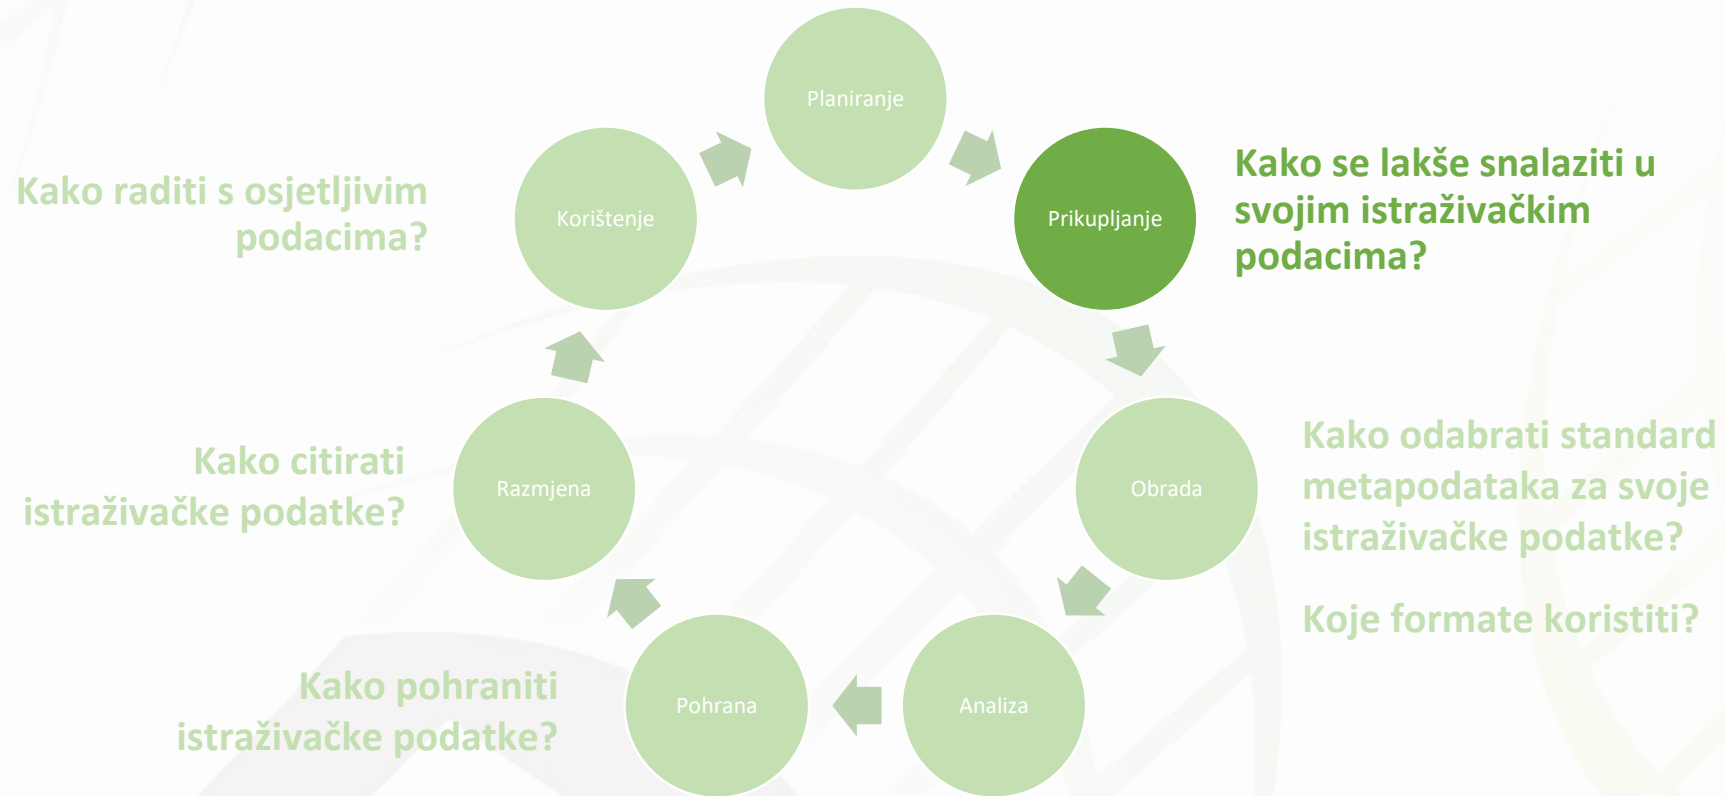 Planiranje
Prikupljanje
Kako se lakše snalaziti u
svojim istraživačkim
podacima?
Obrada
Kako odabrati standard
metapodataka za svoje
istraživačke podatke?
Koje formate koristiti?
Analiza
Pohrana
Kako pohraniti
istraživačke podatke?
Razmjena
Kako citirati
istraživačke podatke?
Korištenje
Kako raditi s osjetljivim
podacima?